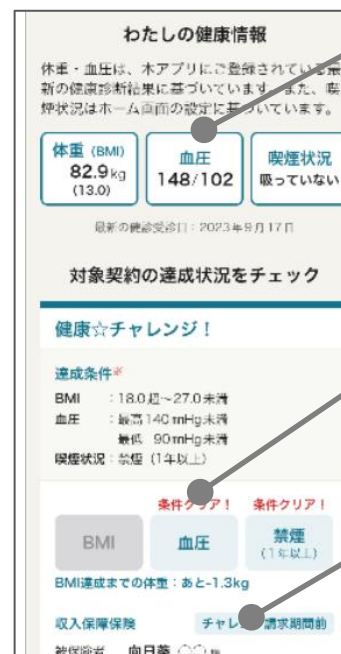 わたしの健康情報
体重・血圧は、本アプリにご登録されている最
新の健康診断結果に基づいています。また、喫
煙状況はホーム画面の設定に基づいています。
体重 (BMI)
82.9kg
(13.0)
血圧
148/102
喫煙状況
吸っていない
最新の健診受診日：2023年9月17日
対象契約の達成状況をチェック
健康☆チャレンジ！
達成条件※
BMI ：18.0超～27.0未満
血圧 ：最高140mHg未満
最低 90mHg未満
喫煙状況：禁煙（1年以上）
条件クリア！ 条件クリア！
BMI
血圧
禁煙
(1年以上)
BMI達成までの体重：あと-1.3kg
収入保障保険
チャレ 請求期間前
被保険者 向日葵 〇〇